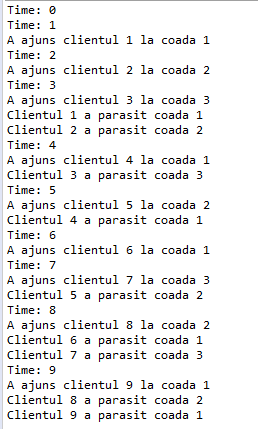 Time: 0
Time: 1
A ajuns clientul 1 la coada 1
Time: 2
A ajuns clientul 2 la coada 2
Time: 3
A ajuns clientul 3 la coada 3
Clientul 1 a parasit coada 1
Clientul 2 a parasit coada 2
Time: 4
A ajuns clientul 4 la coada 1
Clientul 3 a parasit coada 3
Time: 5
A ajuns clientul 5 la coada 2
Clientul 4 a parasit coada 1
Time: 6
A ajuns clientul 6 la coada 1
Time: 7
A ajuns clientul 7 la coada 3
Clientul 5 a parasit coada 2
Time: 8
A ajuns clientul 8 la coada 2
Clientul 6 a parasit coada 1
Clientul 7 a parasit coada 3
Time: 9
A ajuns clientul 9 la coada 1
Clientul 8 a parasit coada 2
Clientul 9 a parasit coada 1